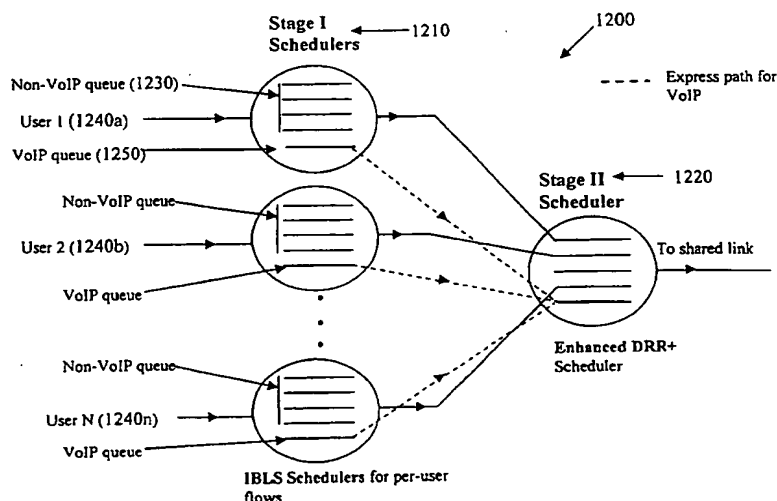 Stage I
Schedulers
1210
1200
Non-VoIP queue (1230)
Express path for
VoIP
User 1 (1240a)
VoIP queue (1250)
Stage II
Scheduler
1220
Non-VoIP queue
User 2 (1240b)
To shared link
VoIP queue
Enhanced DRR+
Scheduler
Non-VoIP queue
User N (1240n)
VoIP queue
IBLS Schedulers for per-user
flows